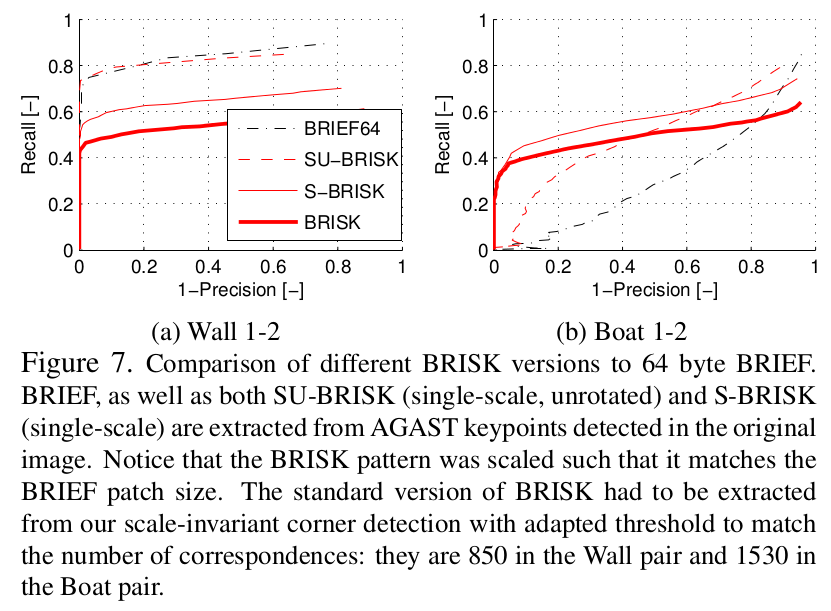 1
0.8
0.6
0.4
0.2
0
0 0.2 0.4 0.6 0.8 1
Recall [−]
1−Precision [−]
BRIEF64
SU−BRISK
S−BRISK
BRISK
(a) Wall 1-2
1
0.8
0.6
0.4
0.2
0
0 0.2 0.4 0.6 0.8 1
Recall [−]
1−Precision [−]
(b) Boat 1-2
Figure 7. Comparison of different BRISK versions to 64 byte BRIEF.
BRIEF, as well as both SU-BRISK (single-scale, unrotated) and S-BRISK
(single-scale) are extracted from AGAST keypoints detected in the original
image. Notice that the BRISK pattern was scaled such that it matches the
BRIEF patch size. The standard version of BRISK had to be extracted
from our scale-invariant corner detection with adapted threshold to match
the number of correspondences: they are 850 in the Wall pair and 1530 in
the Boat pair.